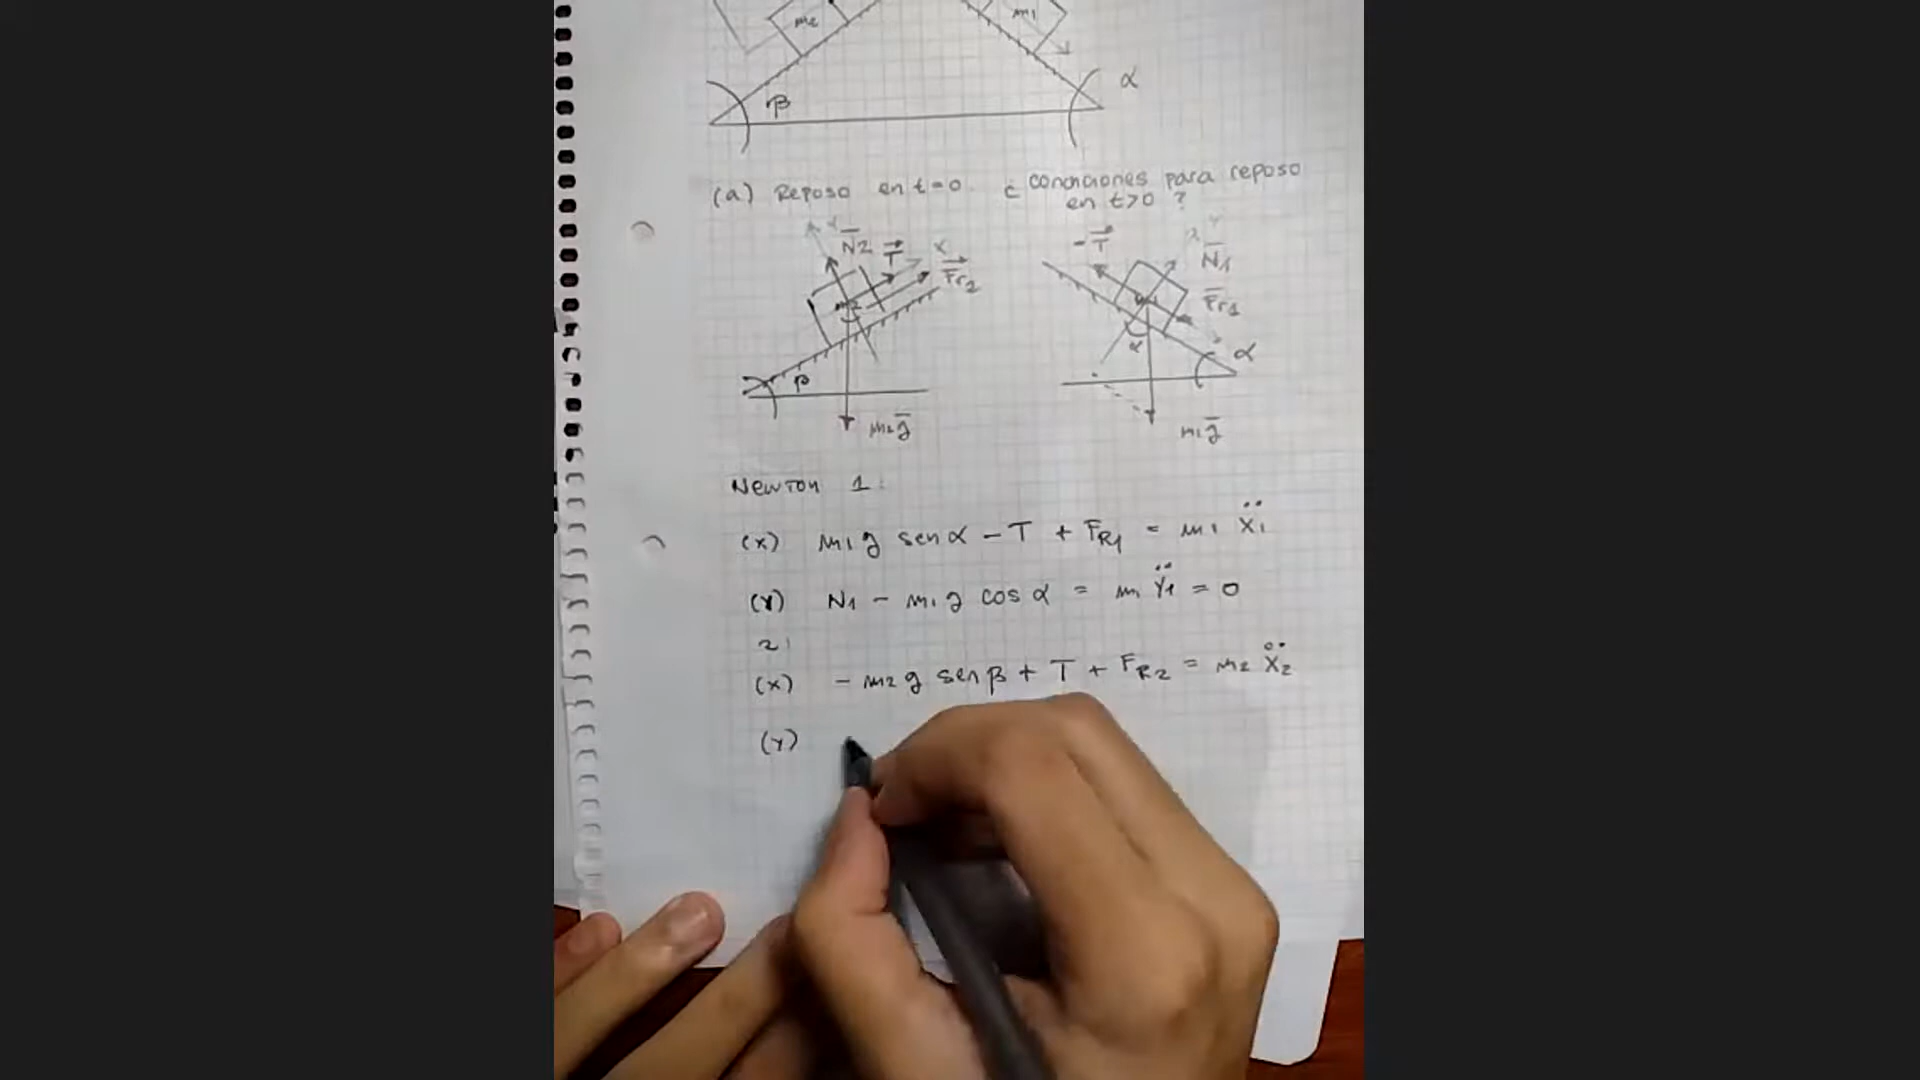 m2 m1
β α
(a) Reposo en t=0. ¿ condiciones para reposo
en t>0 ?
N2 T x Fr2
-T N1
Fr1
β α α
m2 g m1 g
Newton 1:
(x) m1 g sen α - T + FR1 = m1 ẍ1
(Y) N1 - m1 g cos α = m1 Ÿ1 = 0
2:
(x) - m2 g sen β + T + FR2 = m2 ẍ2
(Y)